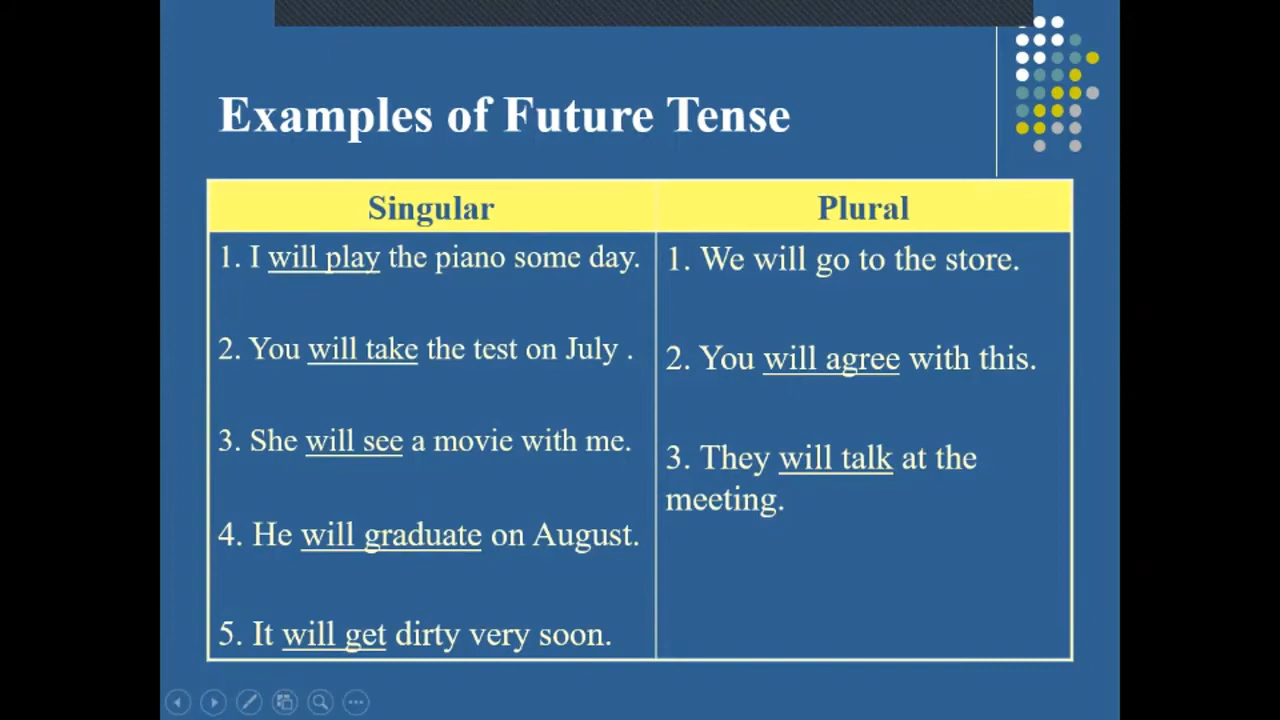 Examples of Future Tense
Singular
1. I will play the piano some day.
2. You will take the test on July .
3. She will see a movie with me.
4. He will graduate on August.
5. It will get dirty very soon.
Plural
1. We will go to the store.
2. You will agree with this.
3. They will talk at the
meeting.